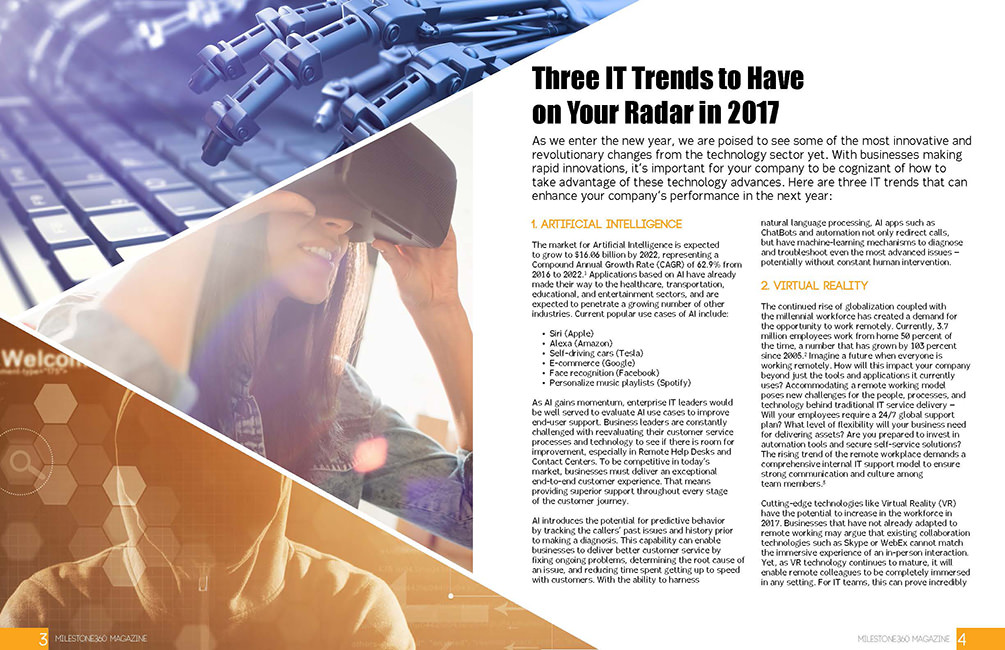 Three IT Trends to Have
on Your Radar in 2017
As we enter the new year, we are poised to see some of the most innovative and
revolutionary changes from the technology sector yet. With businesses making
rapid innovations, it's important for your company to be cognizant of how to
take advantage of these technology advances. Here are three IT trends that can
enhance your company's performance in the next year:
1. ARTIFICIAL INTELLIGENCE
The market for Artificial Intelligence is expected
to grow to $16.06 billion by 2022, representing a
Compound Annual Growth Rate (CAGR) of 62.9% from
2016 to 2022.¹ Applications based on AI have already
made their way to the healthcare, transportation,
educational, and entertainment sectors, and are
expected to penetrate a growing number of other
industries. Current popular use cases of AI include:
• Siri (Apple)
• Alexa (Amazon)
• Self-driving cars (Tesla)
• E-commerce (Google)
• Face recognition (Facebook)
• Personalize music playlists (Spotify)
As AI gains momentum, enterprise IT leaders would
be well served to evaluate AI use cases to improve
end-user support. Business leaders are constantly
challenged with reevaluating their customer service
processes and technology to see if there is room for
improvement, especially in Remote Help Desks and
Contact Centers. To be competitive in today's
market, businesses must deliver an exceptional
end-to-end customer experience. That means
providing superior support throughout every stage
of the customer journey.
AI introduces the potential for predictive behavior
by tracking the callers' past issues and history prior
to making a diagnosis. This capability can enable
businesses to deliver better customer service by
fixing ongoing problems, determining the root cause of
an issue, and reducing time spent getting up to speed
with customers. With the ability to harness
natural language processing, AI apps such as
ChatBots and automation not only redirect calls,
but have machine-learning mechanisms to diagnose
and troubleshoot even the most advanced issues –
potentially without constant human intervention.
2. VIRTUAL REALITY
The continued rise of globalization coupled with
the millennial workforce has created a demand for
the opportunity to work remotely. Currently, 3.7
million employees work from home 50 percent of
the time, a number that has grown by 103 percent
since 2005.² Imagine a future when everyone is
working remotely. How will this impact your company
beyond just the tools and applications it currently
uses? Accommodating a remote working model
poses new challenges for the people, processes, and
technology behind traditional IT service delivery –
Will your employees require a 24/7 global support
plan? What level of flexibility will your business need
for delivering assets? Are you prepared to invest in
automation tools and secure self-service solutions?
The rising trend of the remote workplace demands a
comprehensive internal IT support model to ensure
strong communication and culture among
team members.
Cutting-edge technologies like Virtual Reality (VR)
have the potential to increase in the workforce in
2017. Businesses that have not already adapted to
remote working may argue that existing collaboration
technologies such as Skype or WebEx cannot match
the immersive experience of an in-person interaction.
Yet, as VR technology continues to mature, it will
enable remote colleagues to be completely immersed
in any setting. For IT teams, this can prove incredibly
Welcom
3 MILESTONE360 MAGAZINE
MILESTONE360 MAGAZINE 4